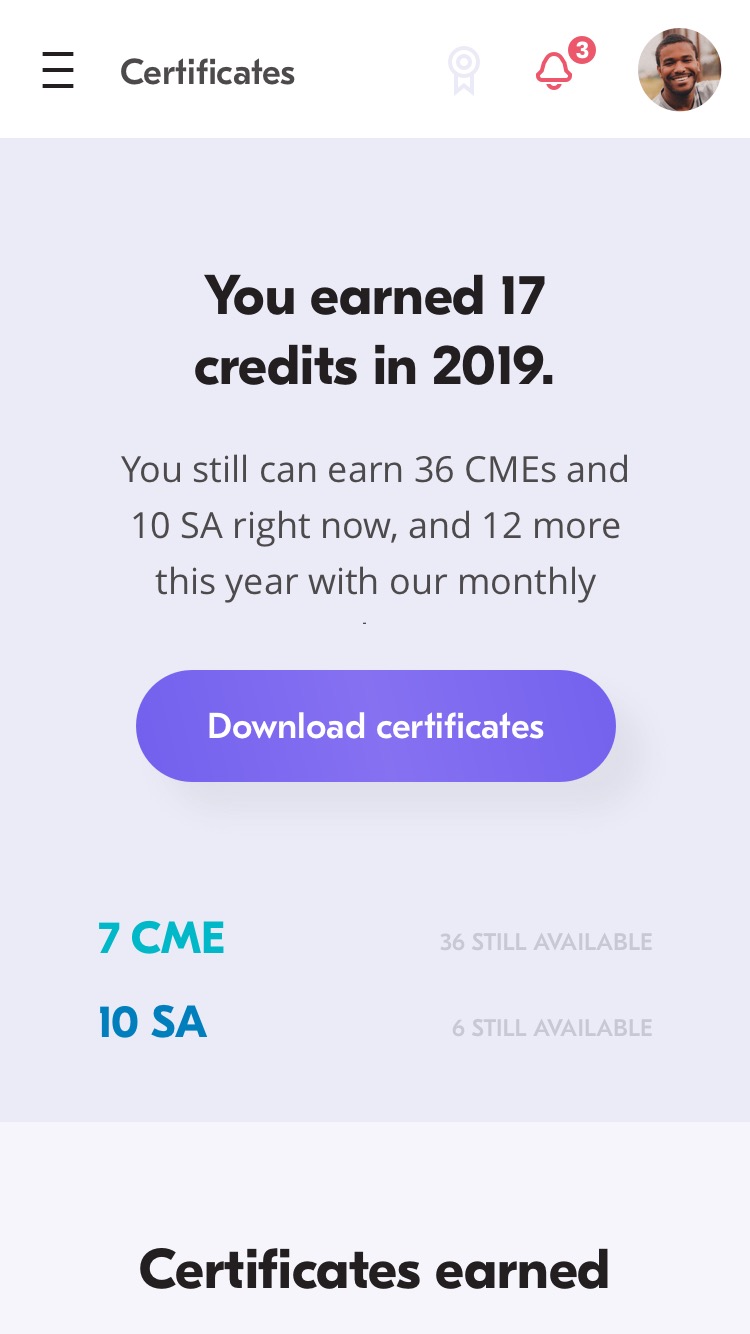 Certificates
3
You earned 17
credits in 2019.
You still can earn 36 CMEs and
10 SA right now, and 12 more
this year with our monthly
Download certificates
7 CME
36 STILL AVAILABLE
10 SA
6 STILL AVAILABLE
Certificates earned